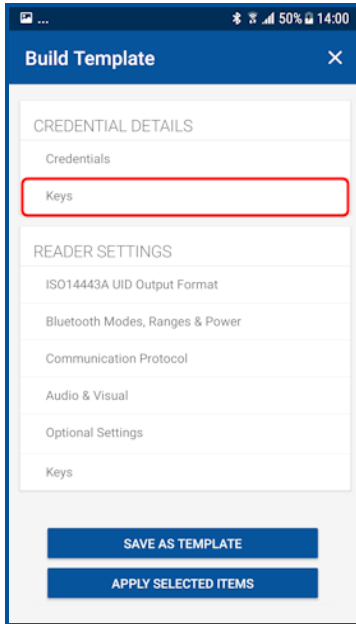 ... 50% 14:00
Build Template
CREDENTIAL DETAILS
Credentials
Keys
READER SETTINGS
ISO14443A UID Output Format
Bluetooth Modes, Ranges & Power
Communication Protocol
Audio & Visual
Optional Settings
Keys
SAVE AS TEMPLATE
APPLY SELECTED ITEMS